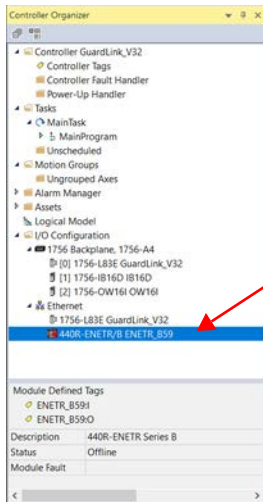 Controller Organizer
Controller GuardLink_V32
Controller Tags
Controller Fault Handler
Power-Up Handler
Tasks
MainTask
MainProgram
Unscheduled
Motion Groups
Ungrouped Axes
Alarm Manager
Assets
Logical Model
I/O Configuration
1756 Backplane, 1756-A4
[0] 1756-L83E GuardLink_V32
[1] 1756-IB16D IB16D
[2] 1756-OW16I OW16I
Ethernet
1756-L83E GuardLink_V32
440R-ENETR/B ENETR_B59
Module Defined Tags
ENETR_B59:I
ENETR_B59:O
Description 440R-ENETR Series B
Status Offline
Module Fault